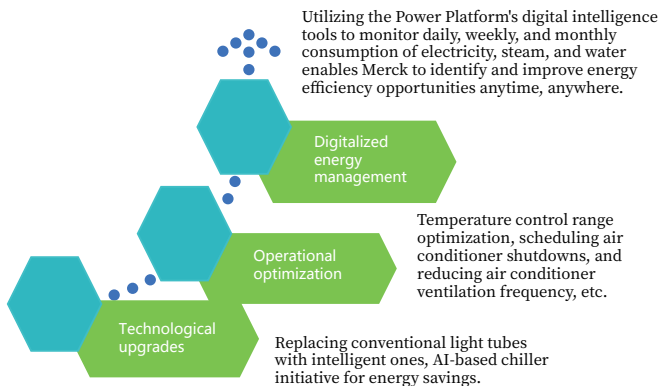 Utilizing the Power Platform's digital intelligence
tools to monitor daily, weekly, and monthly
consumption of electricity, steam, and water
enables Merck to identify and improve energy
efficiency opportunities anytime, anywhere.
Digitalized
energy
management
Temperature control range
optimization, scheduling air
conditioner shutdowns, and
reducing air conditioner
ventilation frequency, etc.
Operational
optimization
Technological
upgrades
Replacing conventional light tubes
with intelligent ones, AI-based chiller
initiative for energy savings.